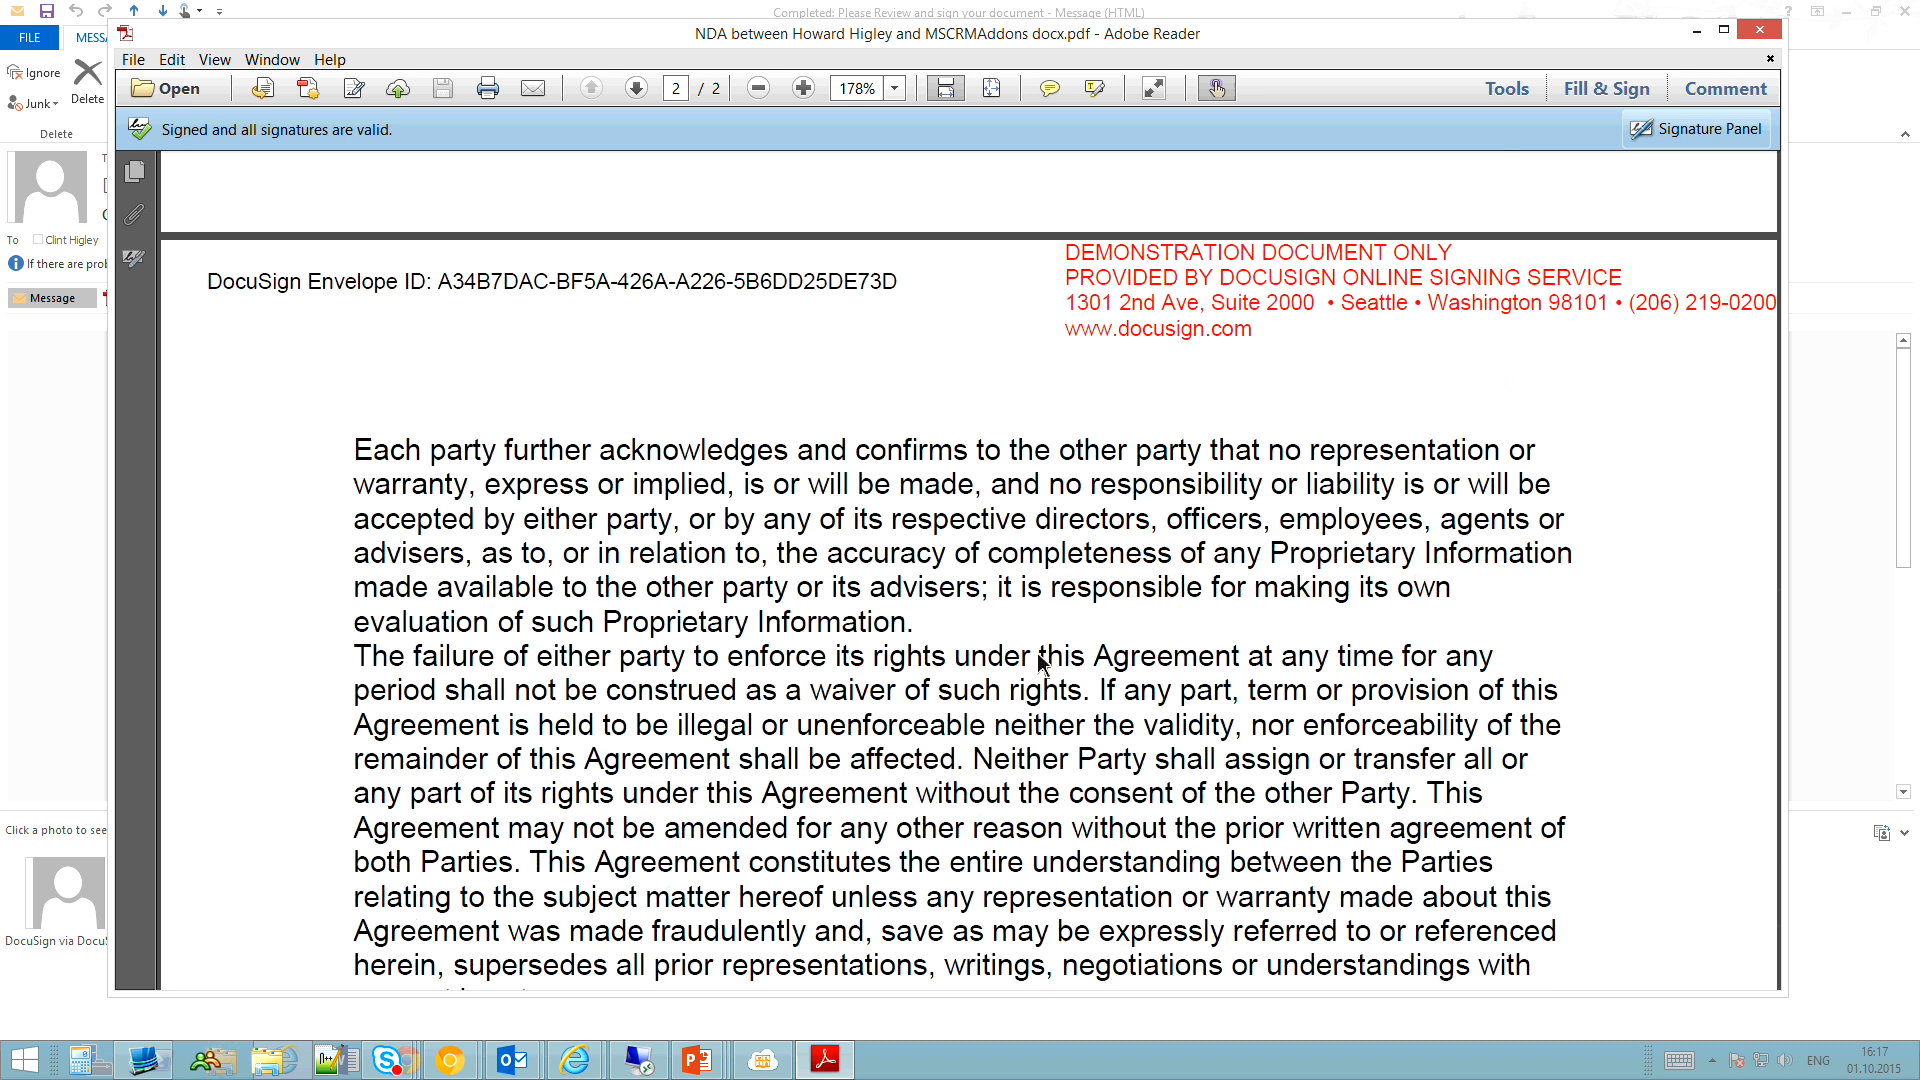 Completed: Please Review and sign your document - Message (HTML)
FILE
MESS
NDA between Howard Higley and MSCRMAddons docx.pdf - Adobe Reader
File Edit View Window Help
Ignore
Junk
Delete
Delete
Open
2 / 2
178%
Tools
Fill & Sign
Comment
Signed and all signatures are valid.
Signature Panel
To
Clint Higley
If there are prob
Message
DocuSign Envelope ID: A34B7DAC-BF5A-426A-A226-5B6DD25DE73D
DEMONSTRATION DOCUMENT ONLY
PROVIDED BY DOCUSIGN ONLINE SIGNING SERVICE
1301 2nd Ave, Suite 2000 • Seattle • Washington 98101 • (206) 219-0200
www.docusign.com
Each party further acknowledges and confirms to the other party that no representation or
warranty, express or implied, is or will be made, and no responsibility or liability is or will be
accepted by either party, or by any of its respective directors, officers, employees, agents or
advisers, as to, or in relation to, the accuracy of completeness of any Proprietary Information
made available to the other party or its advisers; it is responsible for making its own
evaluation of such Proprietary Information.
The failure of either party to enforce its rights under this Agreement at any time for any
period shall not be construed as a waiver of such rights. If any part, term or provision of this
Agreement is held to be illegal or unenforceable neither the validity, nor enforceability of the
remainder of this Agreement shall be affected. Neither Party shall assign or transfer all or
any part of its rights under this Agreement without the consent of the other Party. This
Agreement may not be amended for any other reason without the prior written agreement of
both Parties. This Agreement constitutes the entire understanding between the Parties
relating to the subject matter hereof unless any representation or warranty made about this
Agreement was made fraudulently and, save as may be expressly referred to or referenced
herein, supersedes all prior representations, writings, negotiations or understandings with
Click a photo to see
DocuSign via DocuS
ENG
16:17
01.10.2015